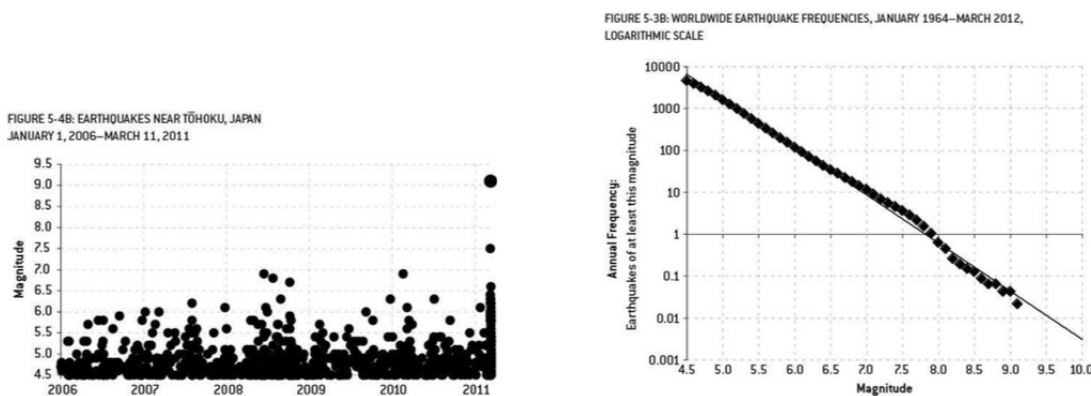 FIGURE 5-4B: EARTHQUAKES NEAR TŌHOKU, JAPAN
JANUARY 1, 2006–MARCH 11, 2011
Magnitude
9.5
9.0
8.5
8.0
7.5
7.0
6.5
6.0
5.5
5.0
4.5
2006 2007 2008 2009 2010 2011
FIGURE 5-3B: WORLDWIDE EARTHQUAKE FREQUENCIES, JANUARY 1964–MARCH 2012,
LOGARITHMIC SCALE
Annual Frequency:
Earthquakes of at least this magnitude
10000
1000
100
10
1
0.1
0.01
0.001
4.5 5.0 5.5 6.0 6.5 7.0 7.5 8.0 8.5 9.0 9.5 10.0
Magnitude